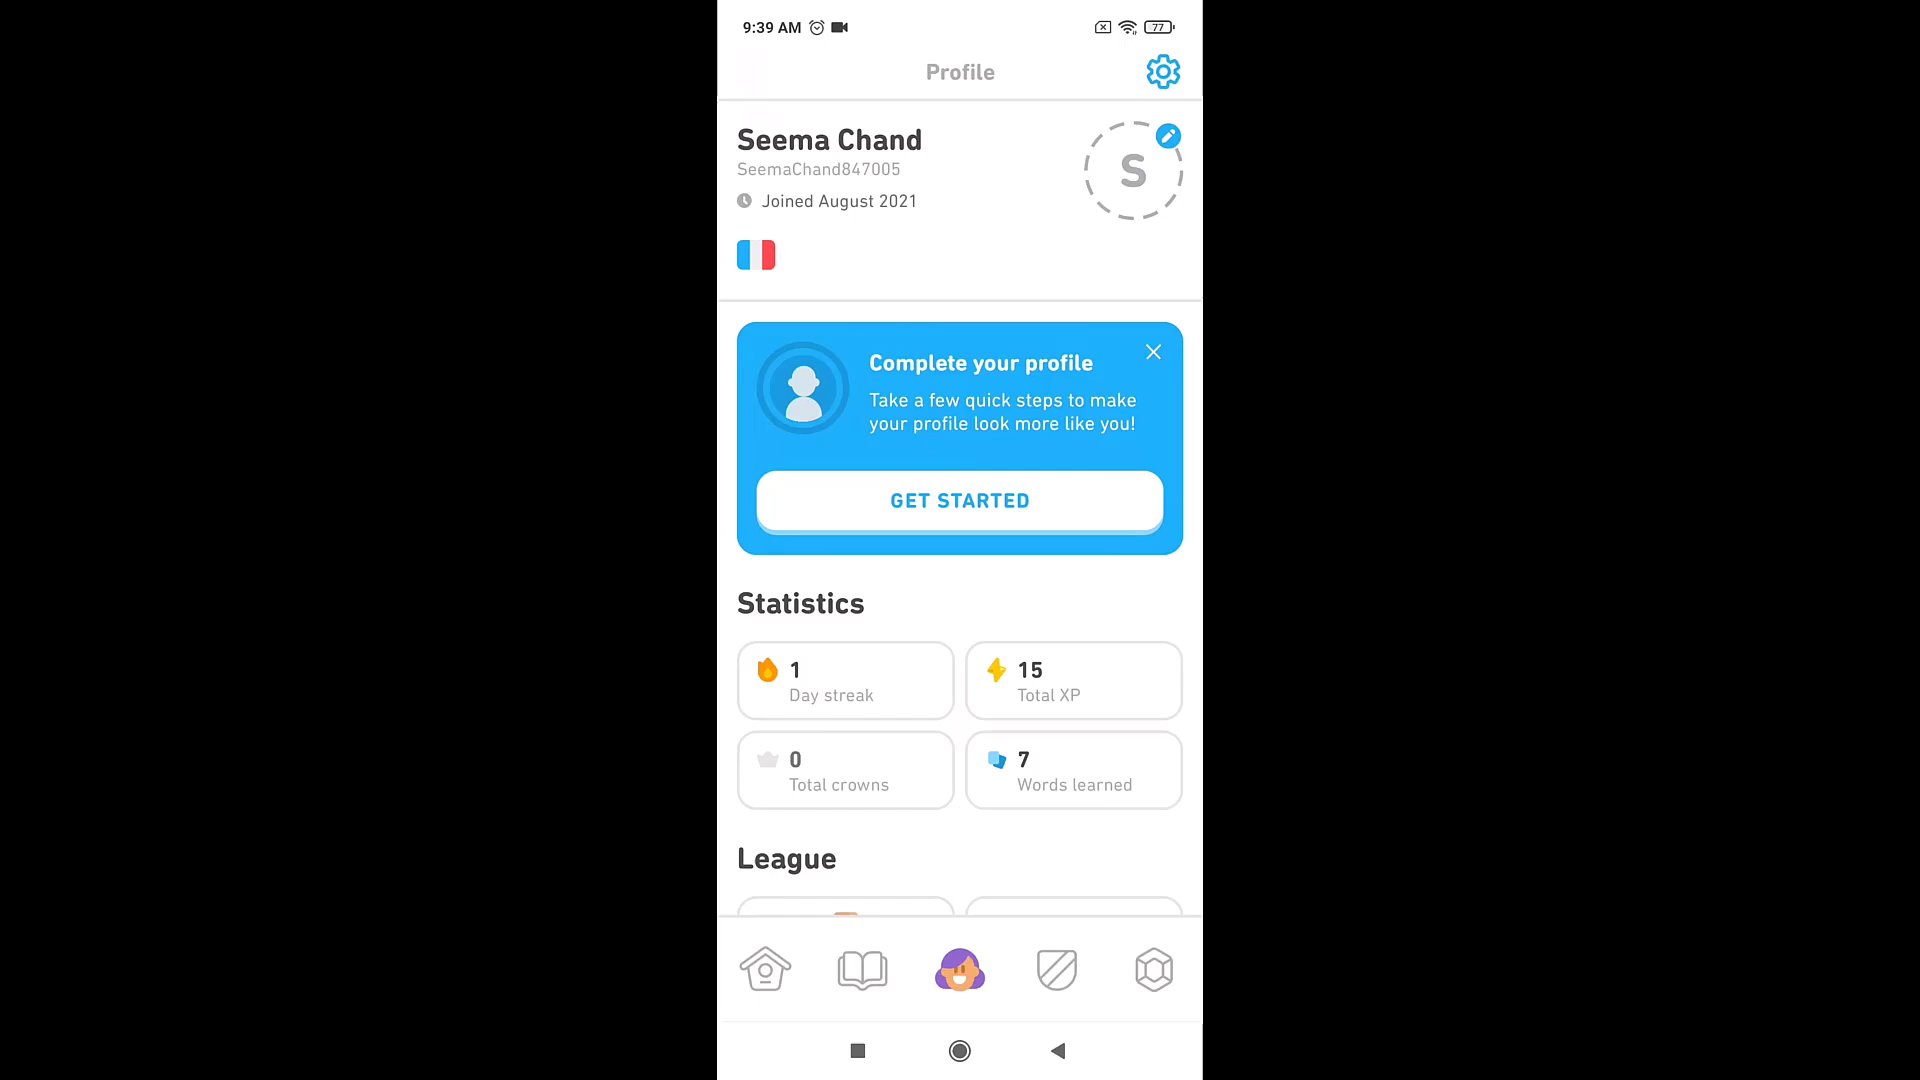 9:39 AM
77
Profile
Seema Chand
SeemaChand847005
Joined August 2021
S
Complete your profile
Take a few quick steps to make
your profile look more like you!
GET STARTED
Statistics
1
Day streak
15
Total XP
0
Total crowns
7
Words learned
League